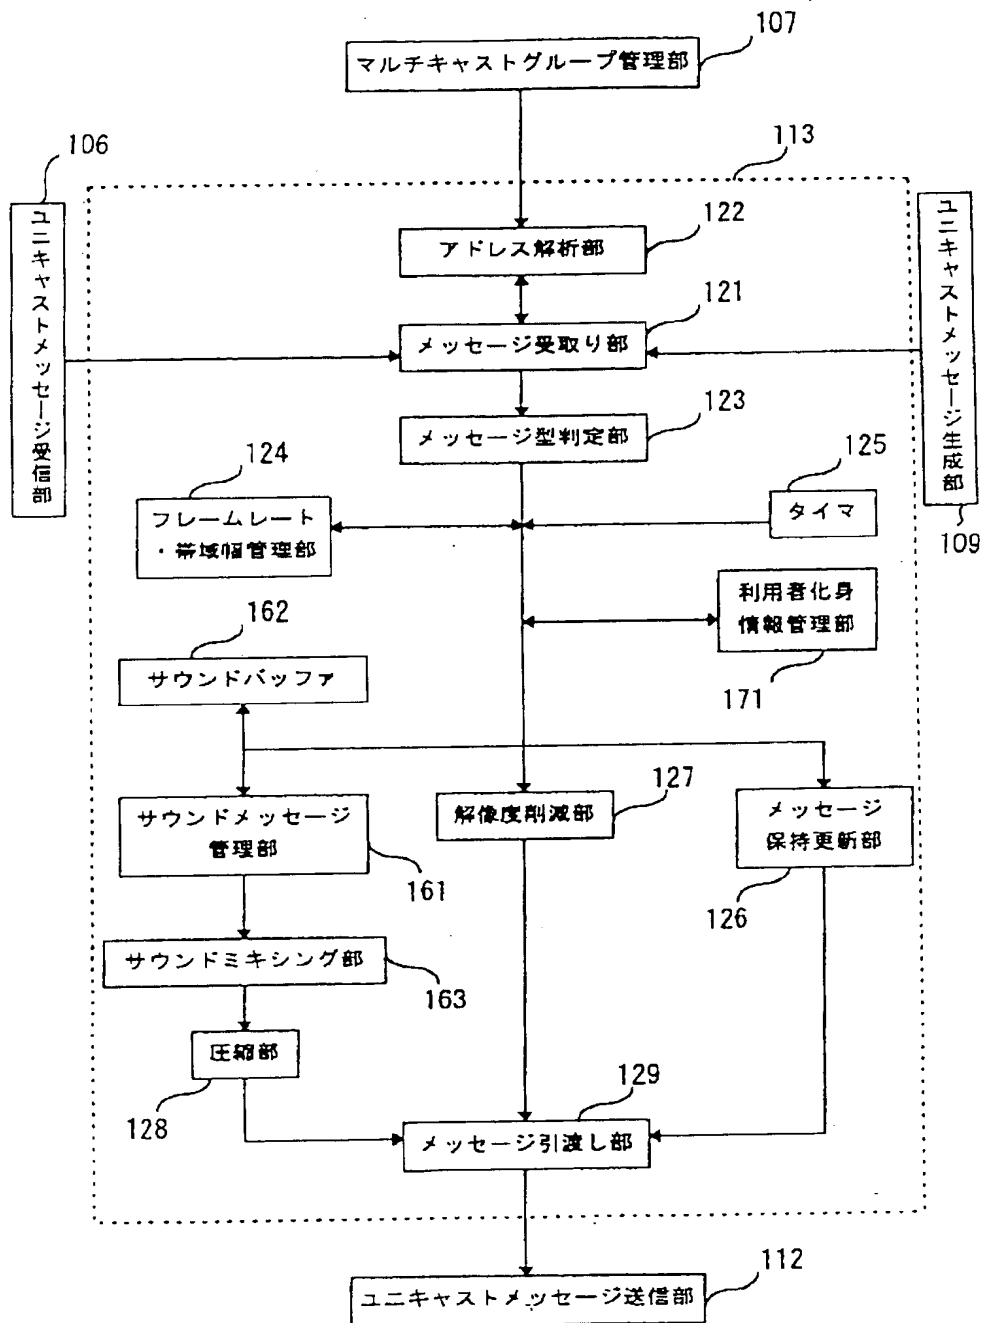 107
マルチキャストグループ管理部
106
113
ユニキャストメッセージ受信部
ユニキャストメッセージ生成部
109
122
アドレス解析部
121
メッセージ受取り部
123
メッセージ型判定部
124
フレームレート
・帯域幅管理部
125
タイマ
利用者化身
情報管理部
171
162
サウンドバッファ
サウンドメッセージ
管理部
161
127
解像度削減部
メッセージ
保持更新部
126
サウンドミキシング部
163
圧縮部
128
129
メッセージ引渡し部
112
ユニキャストメッセージ送信部